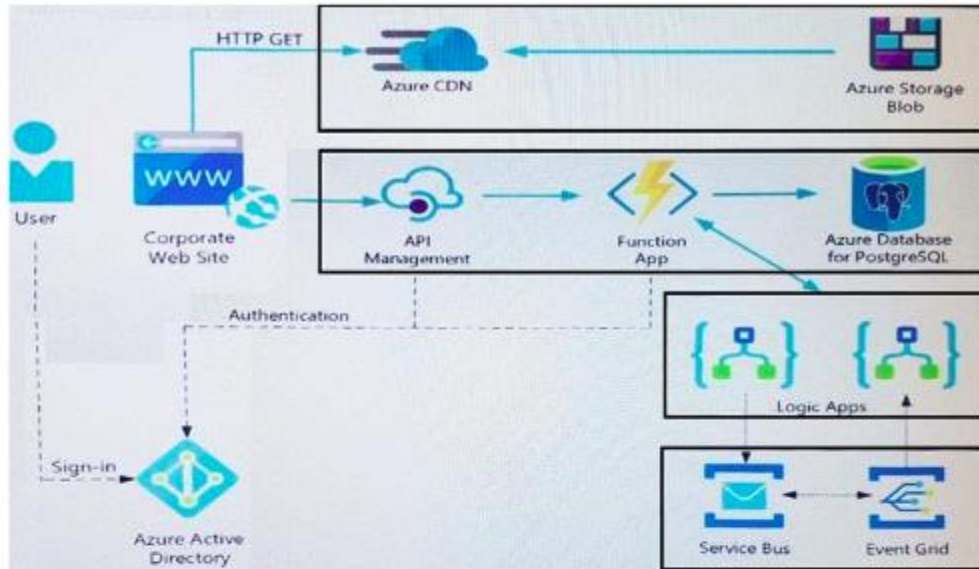 HTTP GET
Azure CDN
Azure Storage
Blob
User
WWW
Corporate
Web Site
API
Management
Function
App
Azure Database
for PostgreSQL
Authentication
Logic Apps
Sign-in
Azure Active
Directory
Service Bus
Event Grid